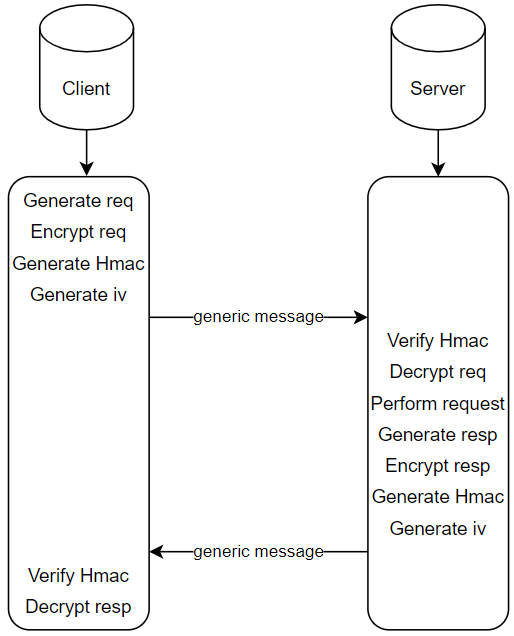 Client
Server
Generate req
Encrypt req
Generate Hmac
Generate iv
generic message
Verify Hmac
Decrypt req
Perform request
Generate resp
Encrypt resp
Generate Hmac
Generate iv
generic message
Verify Hmac
Decrypt resp